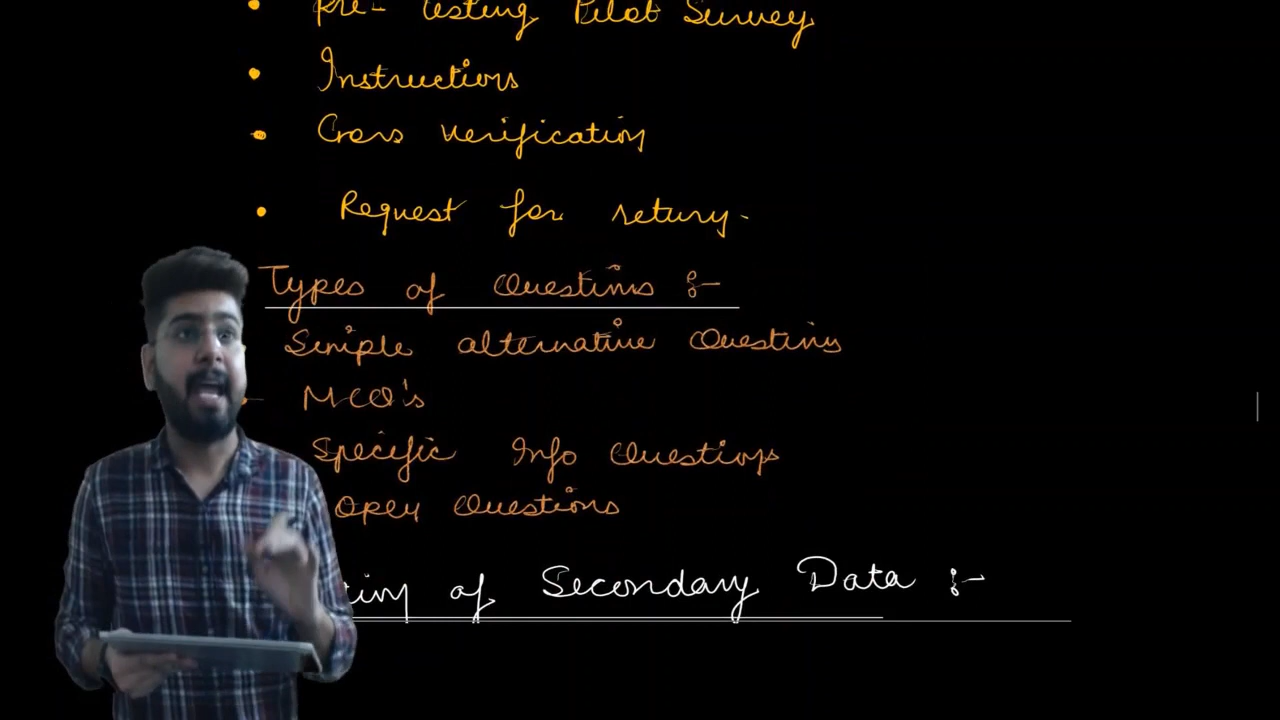 • Pre-Testing Pilot Survey
• Instructions
• Cross verification
• Request for return.
Types of Questions :-
Simple alternative Questions
MCQ's
Specific Info Questions
Open Questions
of Secondary Data :-